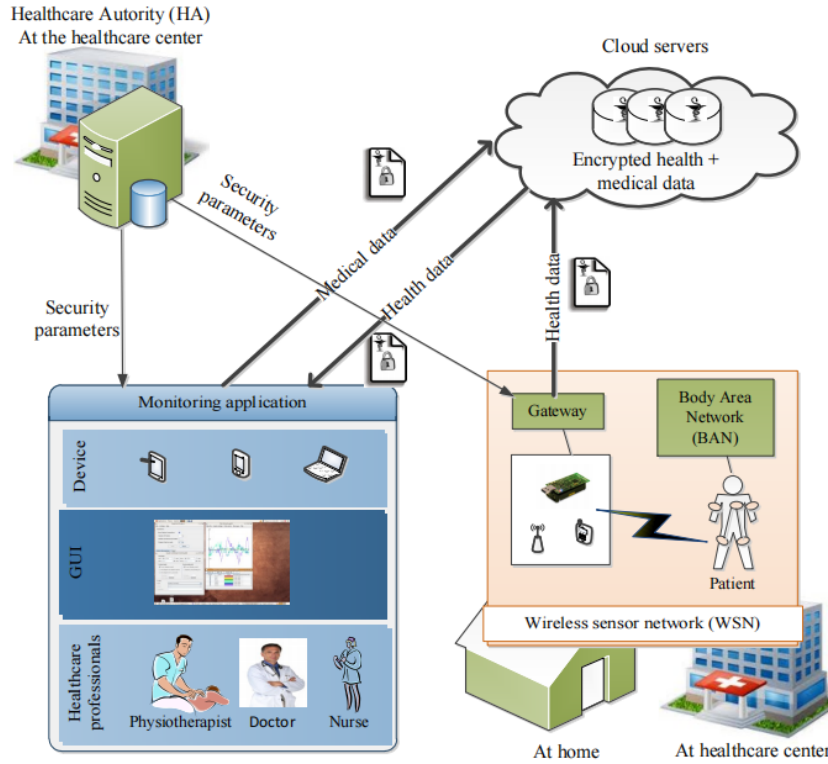 Healthcare Autority (HA)
At the healthcare center
Cloud servers
Encrypted health +
medical data
Security
parameters
Medical data
Health data
Health data
Security
parameters
Monitoring application
Device
GUI
Healthcare
professionals
Physiotherapist
Doctor
Nurse
Gateway
Body Area
Network
(BAN)
Patient
Wireless sensor network (WSN)
At home
At healthcare center